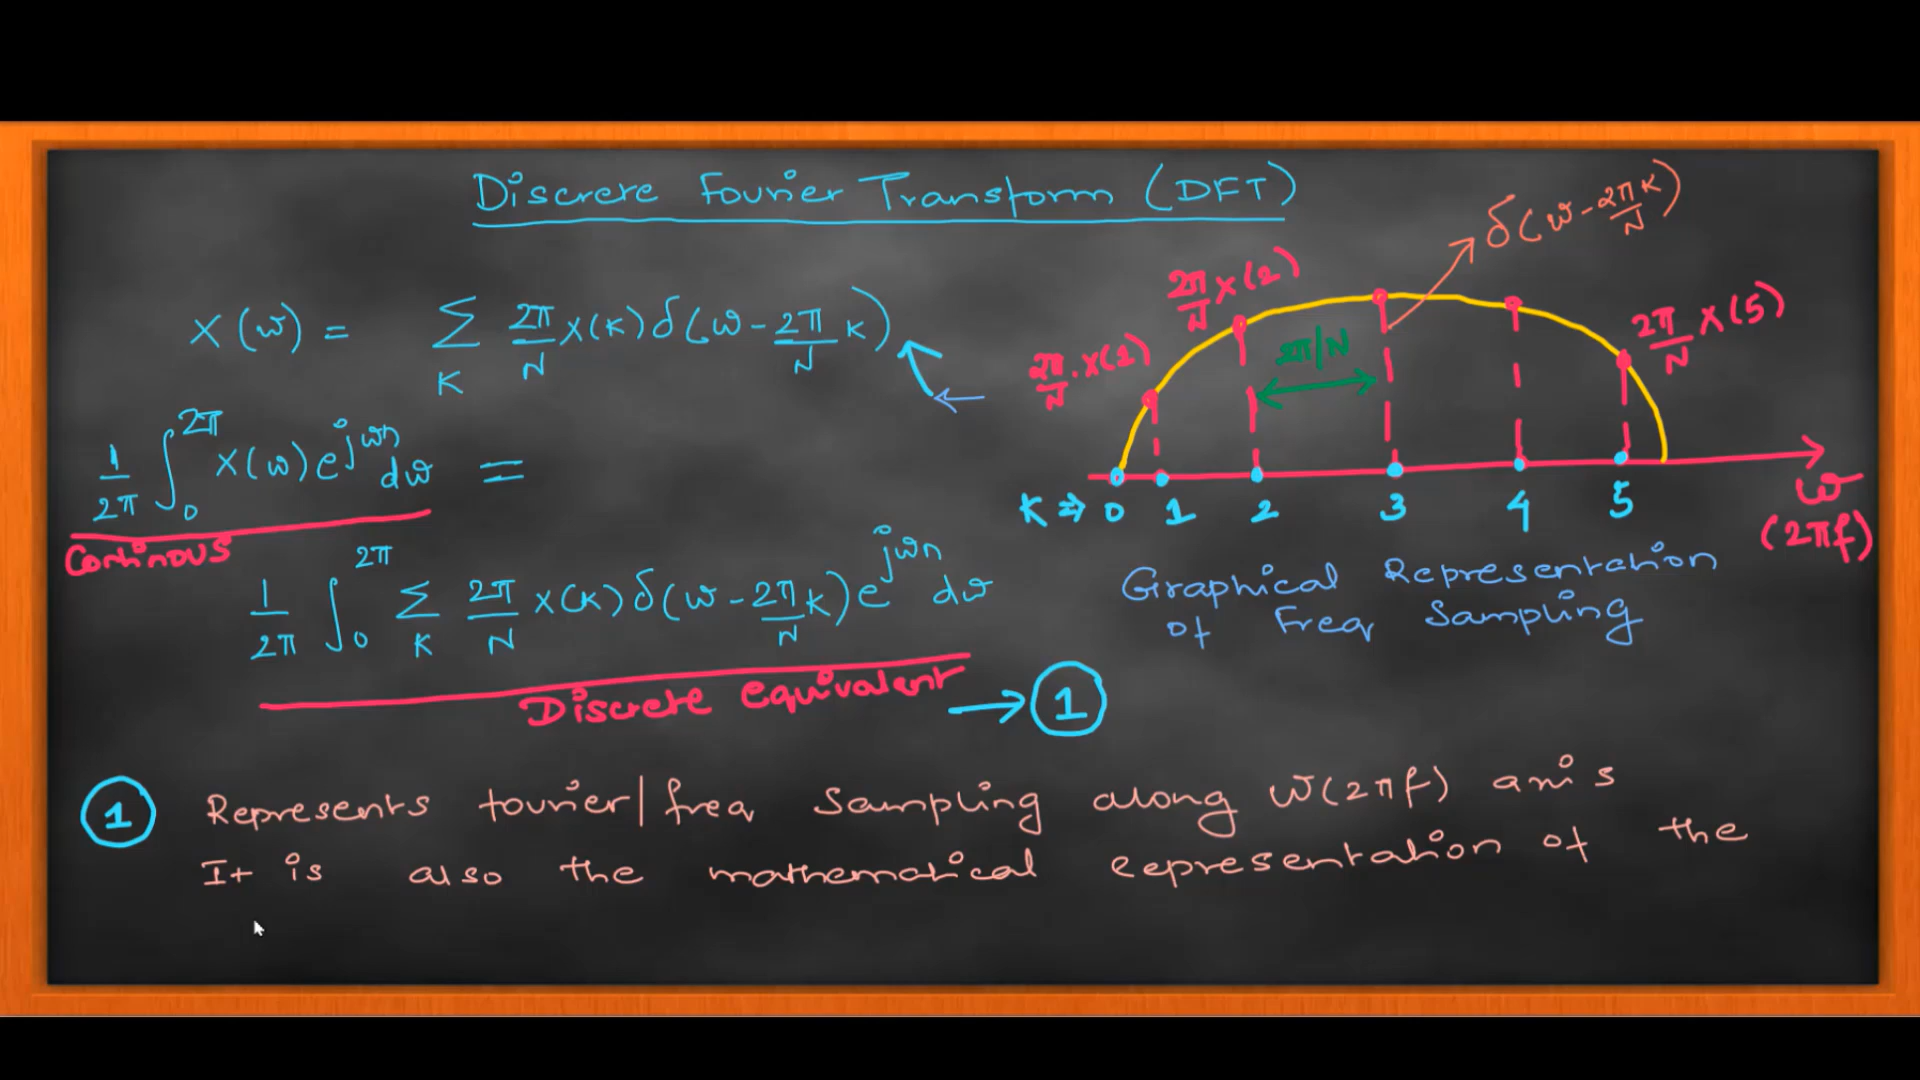 Discrete Fourier Transform (DFT)
X(ω) = Σ_K 2π/N X(K) δ(ω - 2π/N K)
1/2π ∫_0^2π X(ω) e^jωn dω =
Continous
1/2π ∫_0^2π Σ_K 2π/N X(K) δ(ω - 2π/N K) e^jωn dω
Discrete equivalent → 1
δ(ω - 2π/N K)
2π/N X(2)
2π/N . X(1)
2π/N
2π/N X(5)
K ⇒ 0 1 2 3 4 5
ω
(2πf)
Graphical Representation
of Freq Sampling
1 Represents fourier/freq Sampling along ω(2πf) axis
It is also the mathematical representation of the